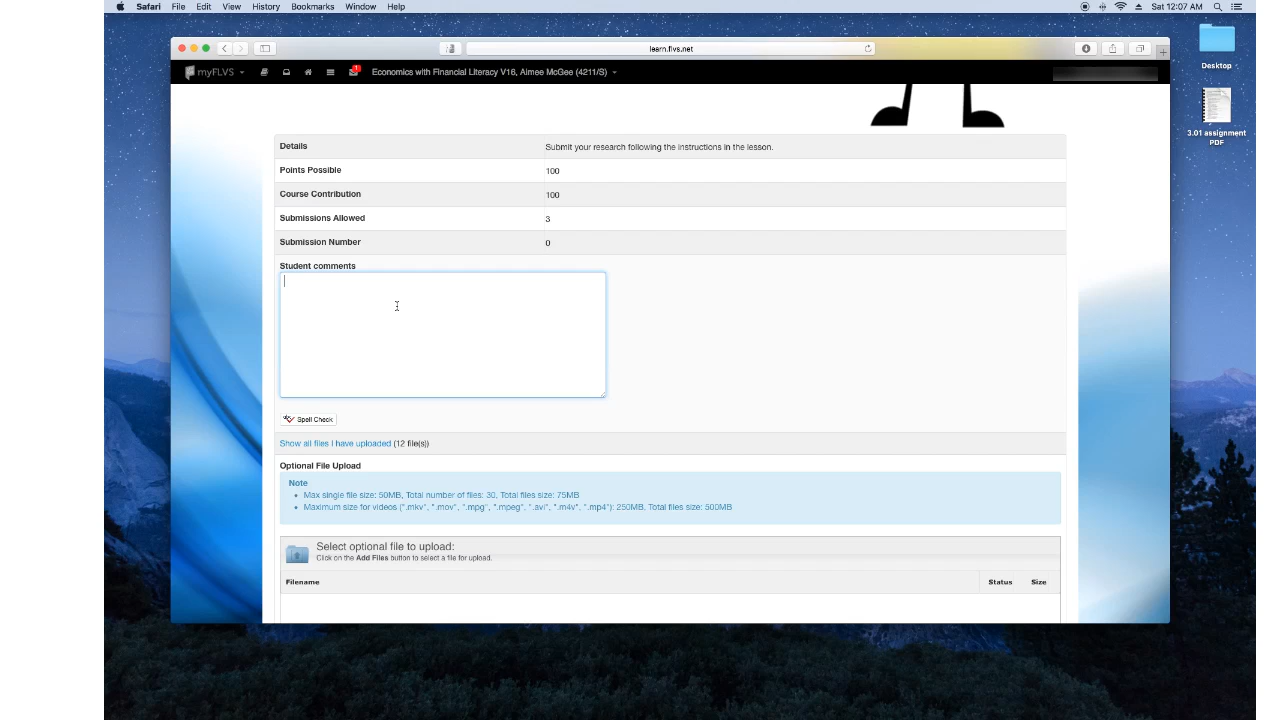 Safari File Edit View History Bookmarks Window Help Sat 12:07 AM
learn.flvs.net
Desktop
myFLVS 1 Economics with Financial Literacy V16, Aimee McGee (4211/S)
3.01 assignment
PDF
Details Submit your research following the instructions in the lesson.
Points Possible 100
Course Contribution 100
Submissions Allowed 3
Submission Number 0
Student comments
Spell Check
Show all files I have uploaded (12 file(s))
Optional File Upload
Note
• Max single file size: 50MB, Total number of files: 30, Total files size: 75MB
• Maximum size for videos (".mkv", ".mov", ".mpg", ".mpeg", ".avi", ".m4v", ".mp4"): 250MB, Total files size: 500MB
Select optional file to upload:
Click on the Add Files button to select a file for upload.
Filename Status Size